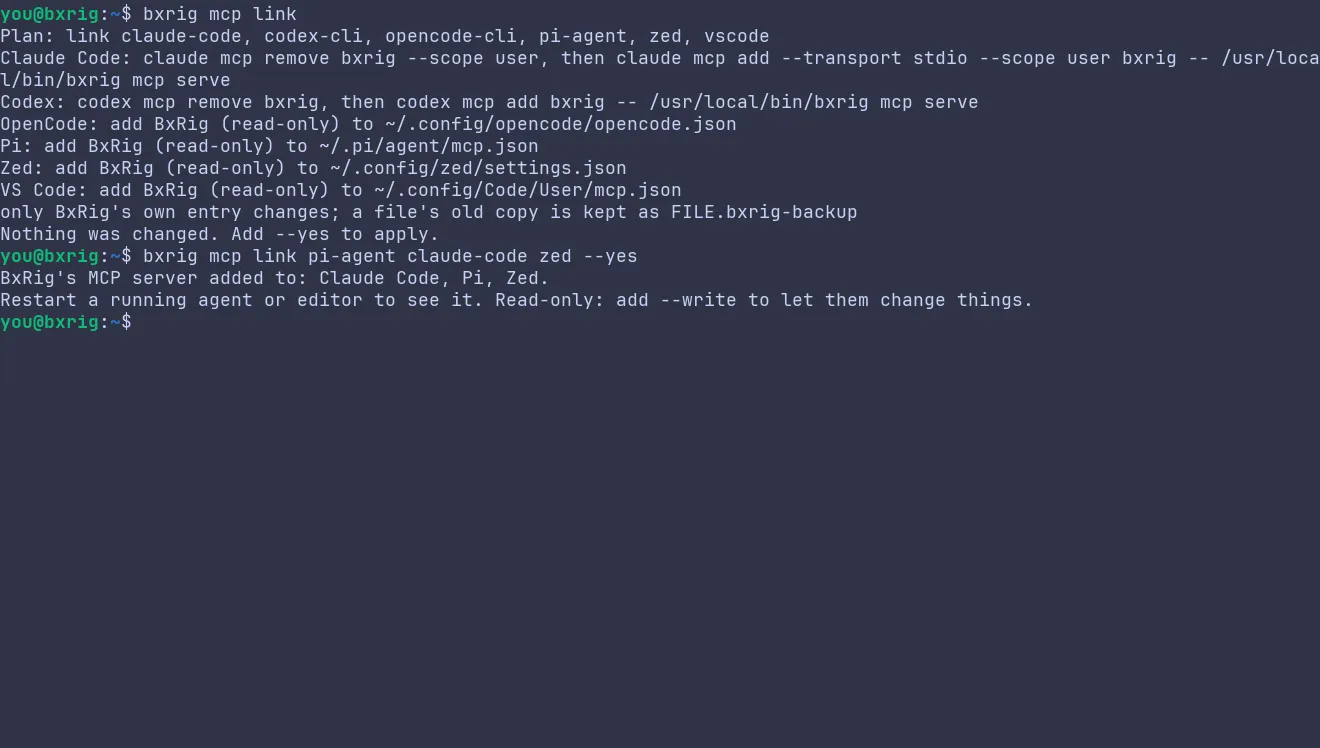 you@bxrig:~$ bxrig mcp link
Plan: link claude-code, codex-cli, opencode-cli, pi-agent, zed, vscode
Claude Code: claude mcp remove bxrig --scope user, then claude mcp add --transport stdio --scope user bxrig -- /usr/loca
l/bin/bxrig mcp serve
Codex: codex mcp remove bxrig, then codex mcp add bxrig -- /usr/local/bin/bxrig mcp serve
OpenCode: add BxRig (read-only) to ~/.config/opencode/opencode.json
Pi: add BxRig (read-only) to ~/.pi/agent/mcp.json
Zed: add BxRig (read-only) to ~/.config/zed/settings.json
VS Code: add BxRig (read-only) to ~/.config/Code/User/mcp.json
only BxRig's own entry changes; a file's old copy is kept as FILE.bxrig-backup
Nothing was changed. Add --yes to apply.
you@bxrig:~$ bxrig mcp link pi-agent claude-code zed --yes
BxRig's MCP server added to: Claude Code, Pi, Zed.
Restart a running agent or editor to see it. Read-only: add --write to let them change things.
you@bxrig:~$